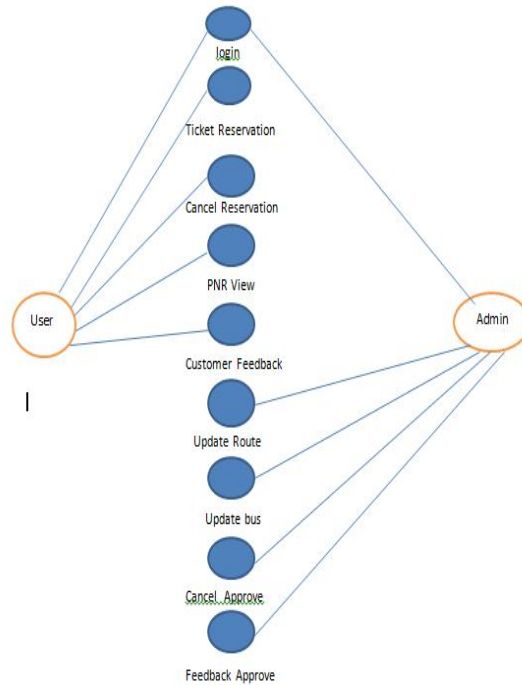 login
Ticket Reservation
Cancel Reservation
PNR View
User
Admin
Customer Feedback
Update Route
Update bus
Cancel Approve
Feedback Approve